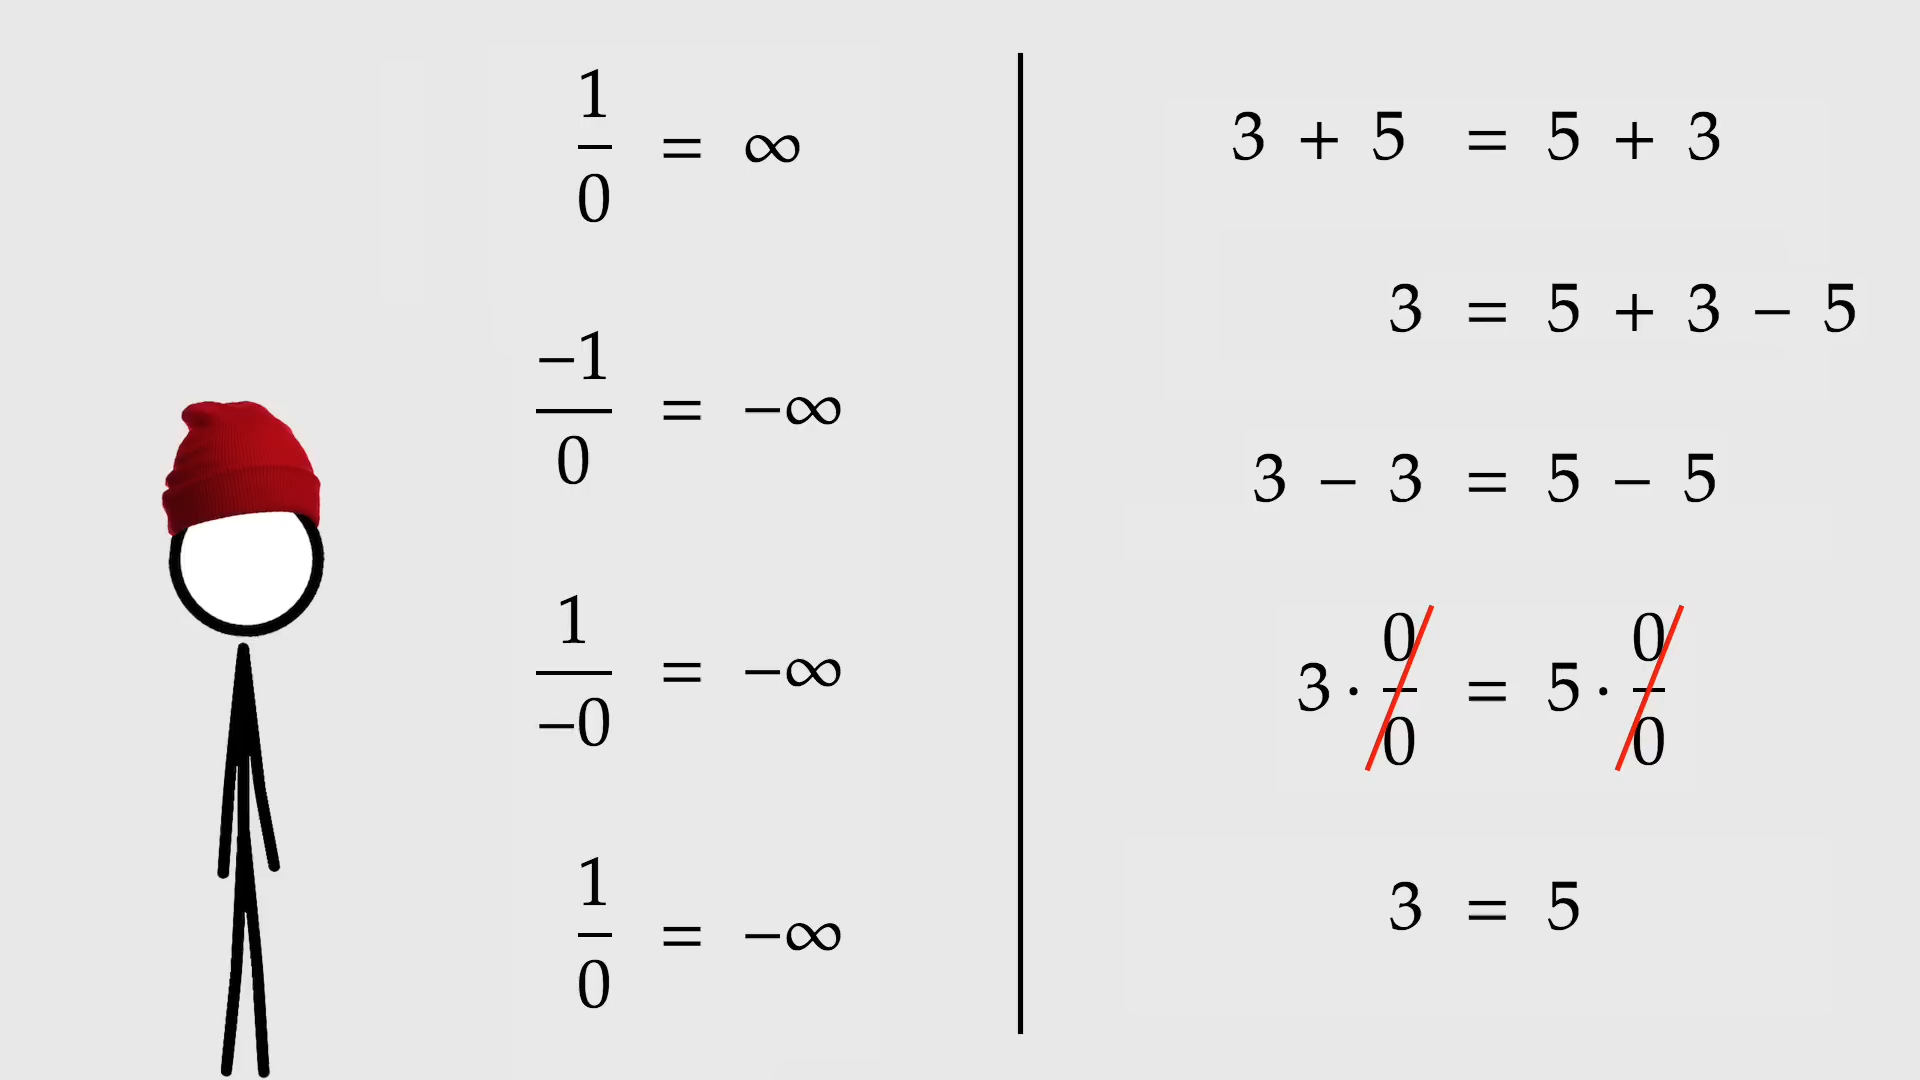 1/0 = ∞
−1/0 = −∞
1/−0 = −∞
1/0 = −∞
3 + 5 = 5 + 3
3 = 5 + 3 − 5
3 − 3 = 5 − 5
3 · 0/0 = 5 · 0/0
3 = 5